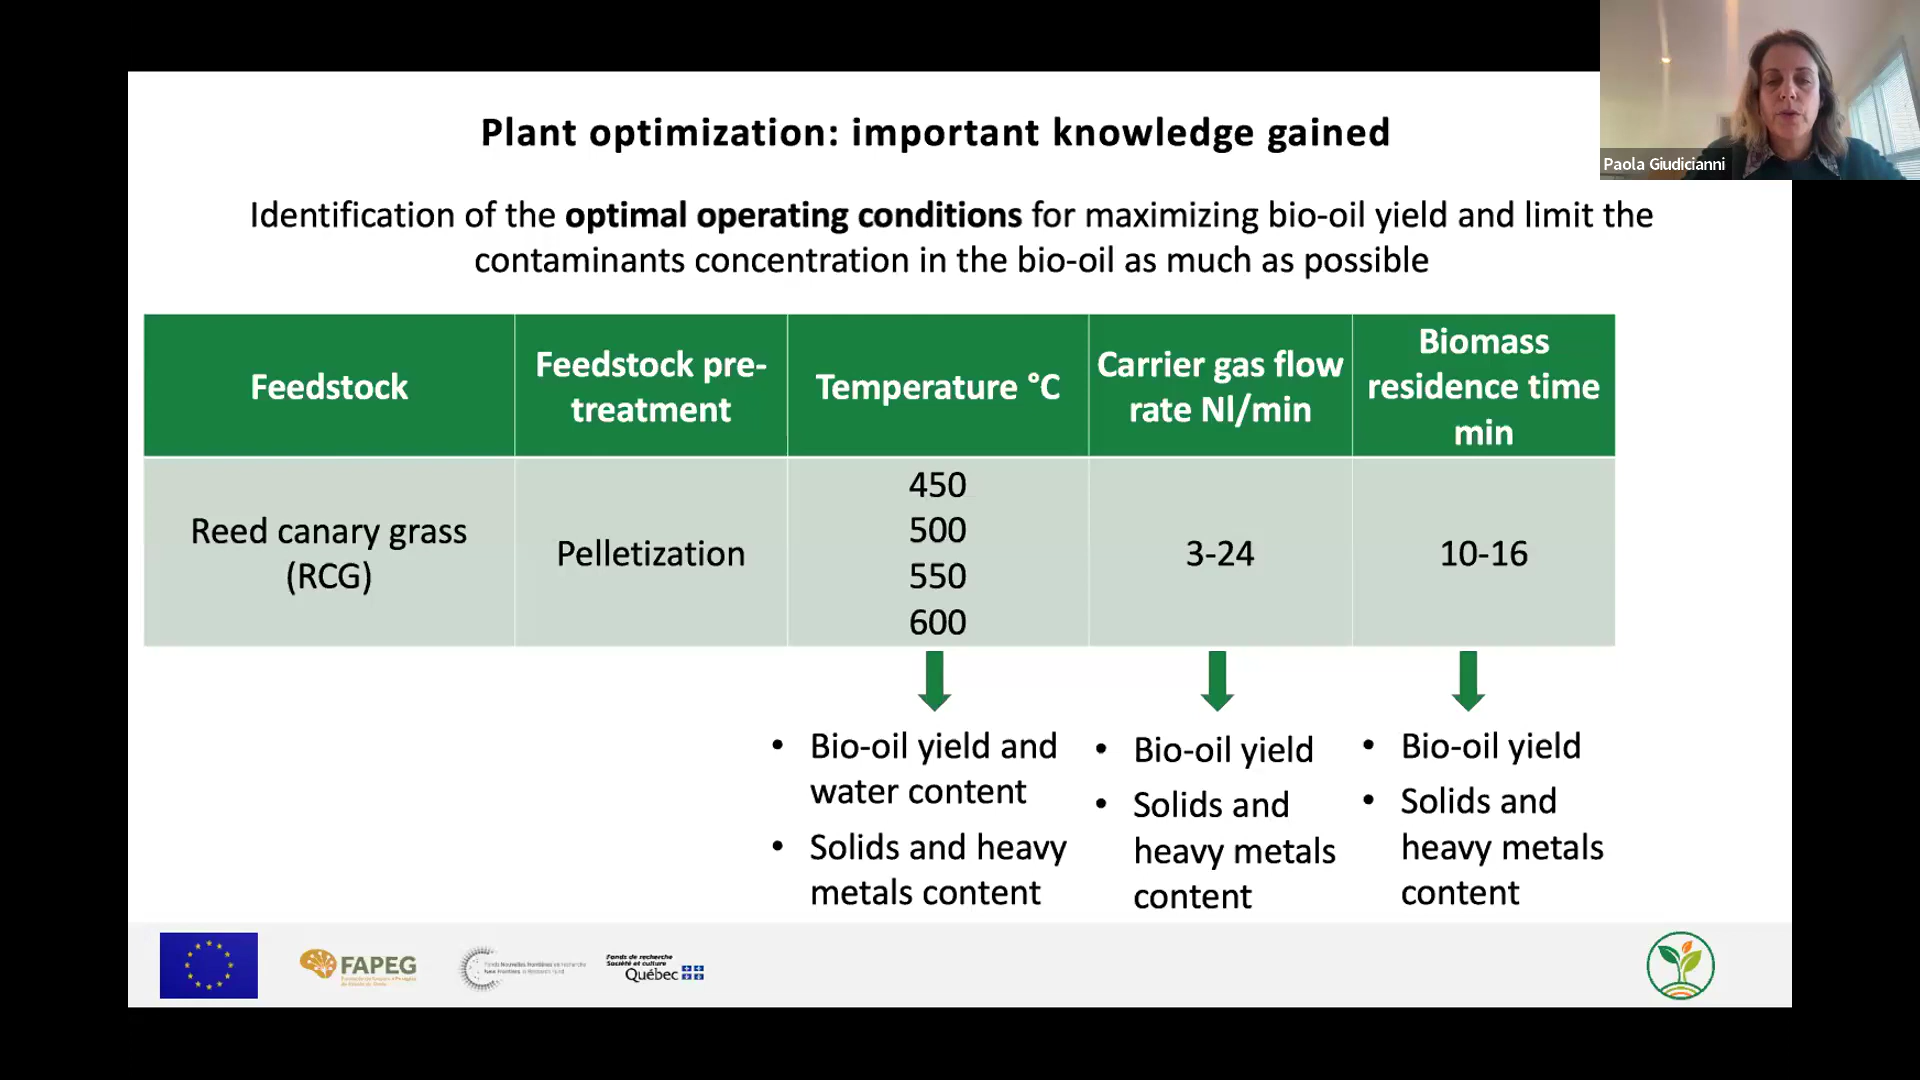 Plant optimization: important knowledge gained
Paola Giudicianni
Identification of the optimal operating conditions for maximizing bio-oil yield and limit the
contaminants concentration in the bio-oil as much as possible
Feedstock
Feedstock pre-
treatment
Temperature °C
Carrier gas flow
rate Nl/min
Biomass
residence time
min
Reed canary grass
(RCG)
Pelletization
450
500
550
600
3-24
10-16
• Bio-oil yield and
water content
• Solids and heavy
metals content
• Bio-oil yield
• Solids and
heavy metals
content
• Bio-oil yield
• Solids and
heavy metals
content
FAPEG
Fonds de recherche
Société et culture
Québec